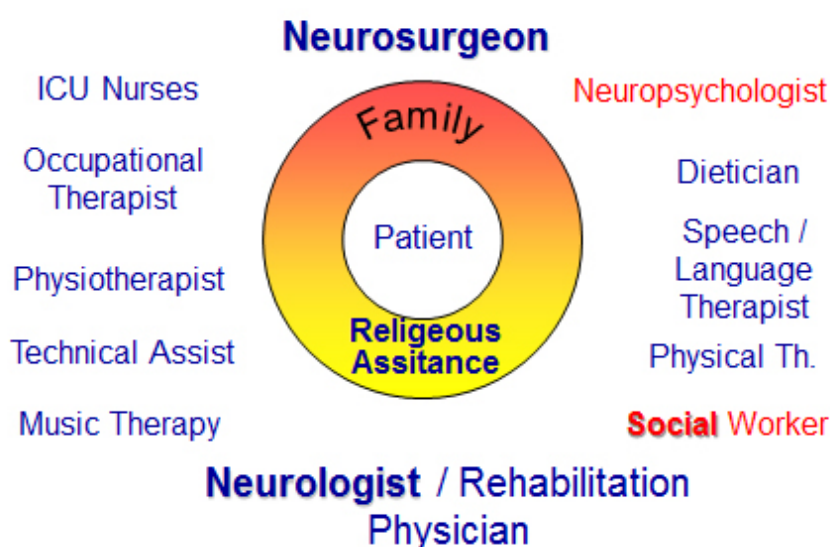 Neurosurgeon
ICU Nurses
Neuropsychologist
Family
Occupational
Therapist
Dietician
Patient
Speech /
Language
Therapist
Physiotherapist
Religeous
Assitance
Technical Assist
Physical Th.
Music Therapy
Social Worker
Neurologist / Rehabilitation
Physician